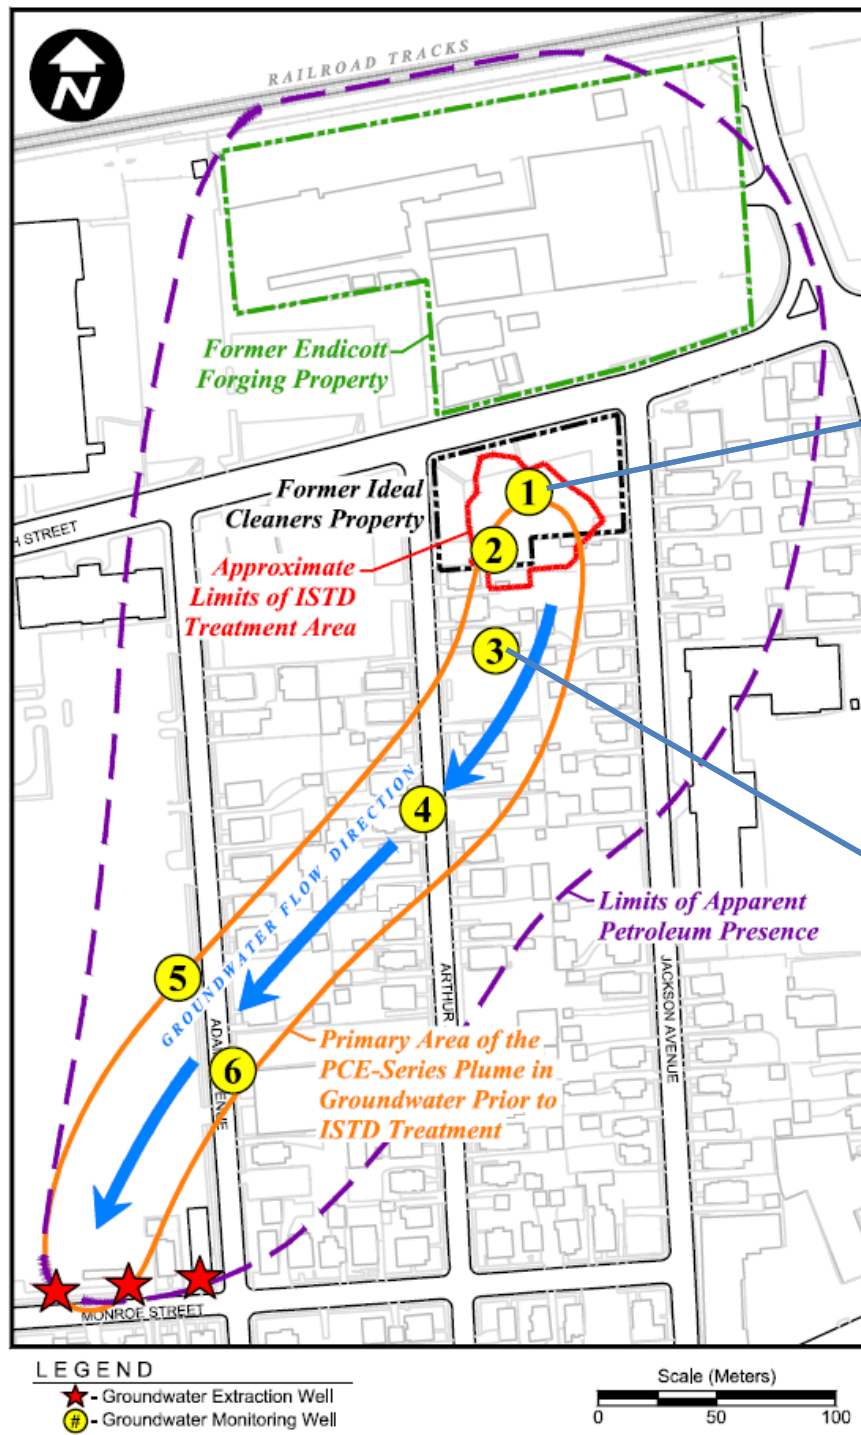 N
RAILROAD TRACKS
Former Endicott
Forging Property
Former Ideal
Cleaners Property
1
H STREET
2
Approximate
Limits of ISTD
Treatment Area
3
4
GROUNDWATER FLOW DIRECTION
Limits of Apparent
Petroleum Presence
5
ARTHUR
JACKSON AVENUE
6
Primary Area of the
PCE-Series Plume in
Groundwater Prior to
ISTD Treatment
MONROE STREET
LEGEND
- Groundwater Extraction Well
# - Groundwater Monitoring Well
Scale (Meters)
0 50 100